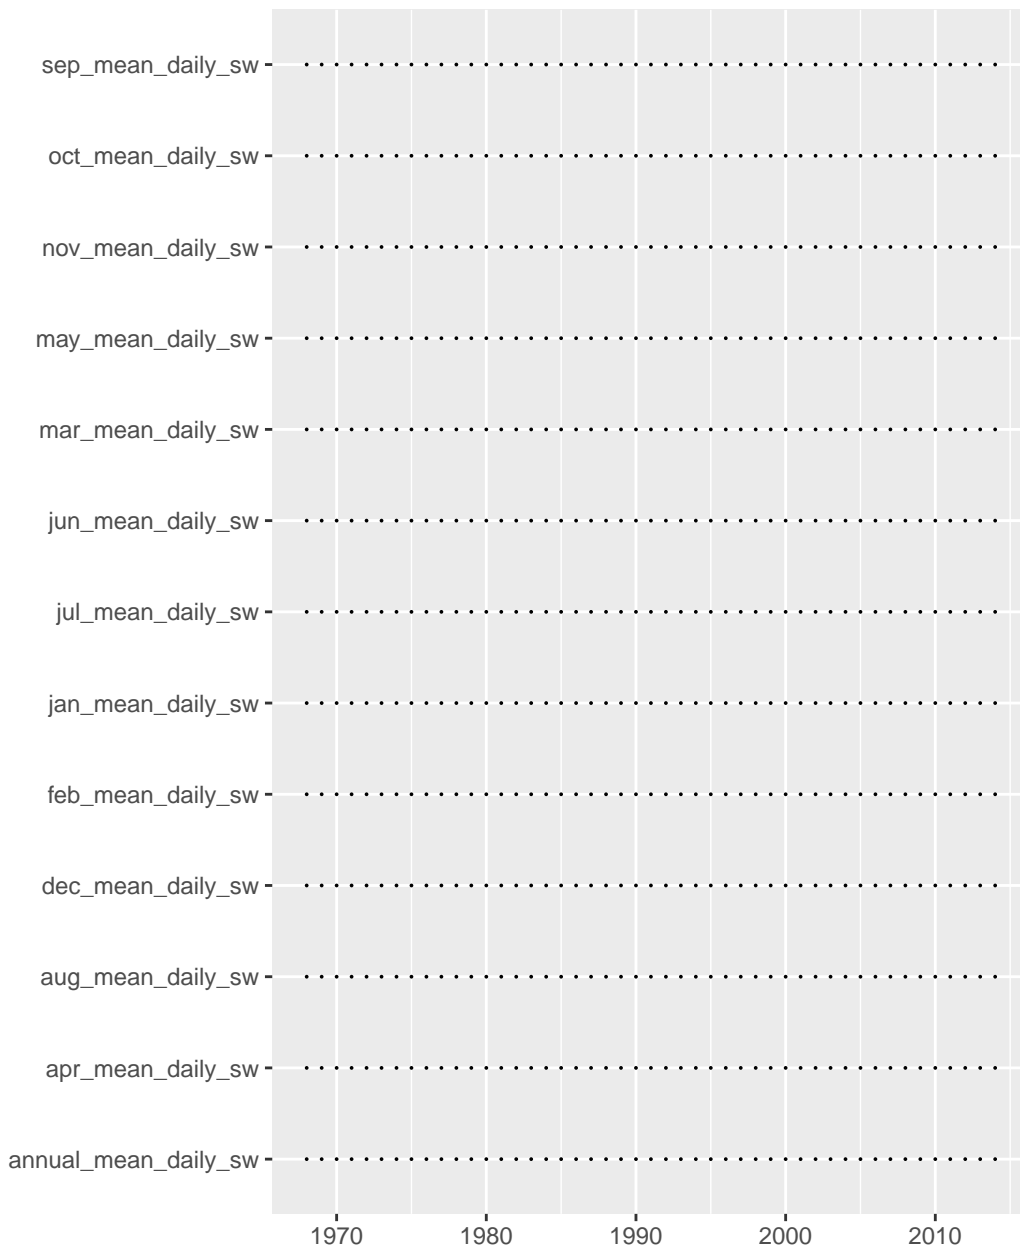 sep_mean_daily_sw
oct_mean_daily_sw
nov_mean_daily_sw
may_mean_daily_sw
mar_mean_daily_sw
jun_mean_daily_sw
jul_mean_daily_sw
jan_mean_daily_sw
feb_mean_daily_sw
dec_mean_daily_sw
aug_mean_daily_sw
apr_mean_daily_sw
annual_mean_daily_sw
1970 1980 1990 2000 2010